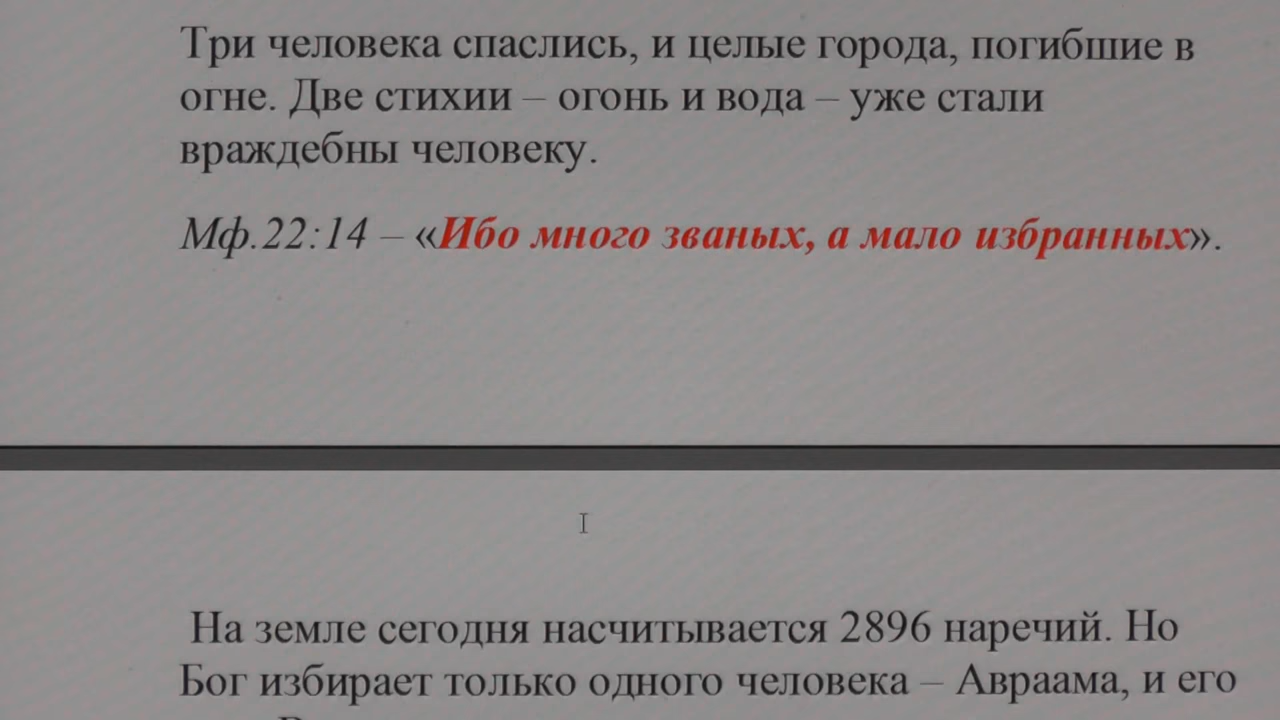 Три человека спаслись, и целые города, погибшие в
огне. Две стихии – огонь и вода – уже стали
враждебны человеку.
Мф.22:14 – «Ибо много званых, а мало избранных».
На земле сегодня насчитывается 2896 наречий. Но
Бог избирает только одного человека – Авраама, и его